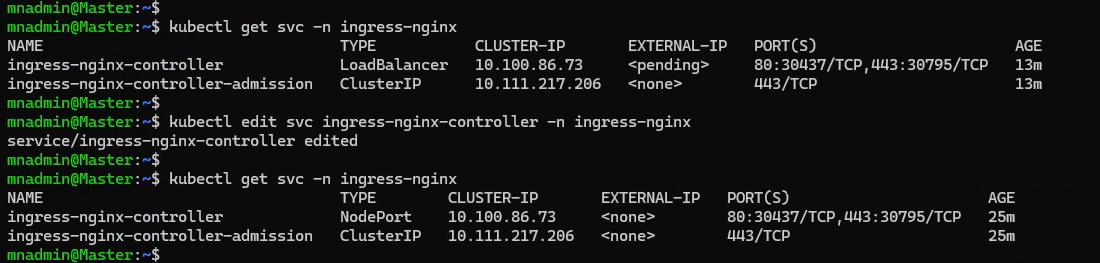 mnadmin@Master:~$
mnadmin@Master:~$ kubectl get svc -n ingress-nginx
NAME                                 TYPE           CLUSTER-IP       EXTERNAL-IP   PORT(S)                      AGE
ingress-nginx-controller             LoadBalancer   10.100.86.73     <pending>     80:30437/TCP,443:30795/TCP   13m
ingress-nginx-controller-admission   ClusterIP      10.111.217.206   <none>        443/TCP                      13m
mnadmin@Master:~$
mnadmin@Master:~$ kubectl edit svc ingress-nginx-controller -n ingress-nginx
service/ingress-nginx-controller edited
mnadmin@Master:~$
mnadmin@Master:~$ kubectl get svc -n ingress-nginx
NAME                                 TYPE        CLUSTER-IP       EXTERNAL-IP   PORT(S)                      AGE
ingress-nginx-controller             NodePort    10.100.86.73     <none>        80:30437/TCP,443:30795/TCP   25m
ingress-nginx-controller-admission   ClusterIP   10.111.217.206   <none>        443/TCP                      25m
mnadmin@Master:~$